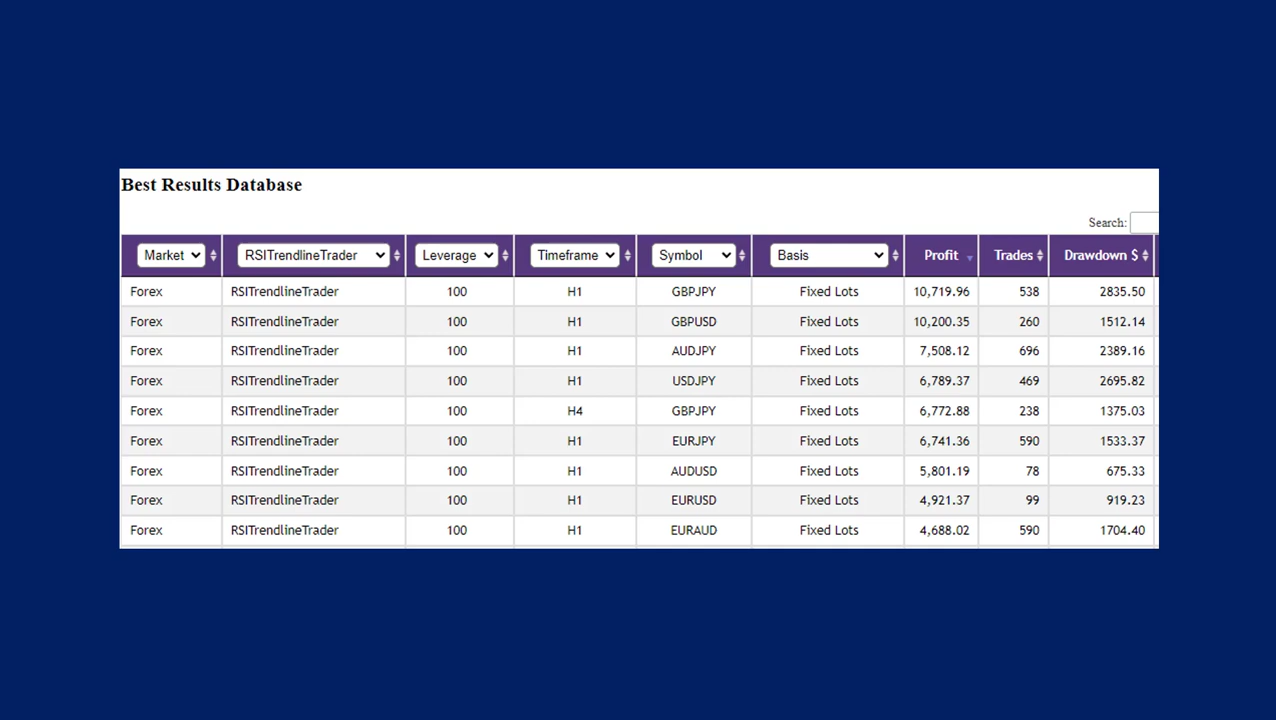 Best Results Database
Search:
Market RSITrendlineTrader Leverage Timeframe Symbol Basis Profit Trades Drawdown $
Forex RSITrendlineTrader 100 H1 GBPJPY Fixed Lots 10,719.96 538 2835.50
Forex RSITrendlineTrader 100 H1 GBPUSD Fixed Lots 10,200.35 260 1512.14
Forex RSITrendlineTrader 100 H1 AUDJPY Fixed Lots 7,508.12 696 2389.16
Forex RSITrendlineTrader 100 H1 USDJPY Fixed Lots 6,789.37 469 2695.82
Forex RSITrendlineTrader 100 H4 GBPJPY Fixed Lots 6,772.88 238 1375.03
Forex RSITrendlineTrader 100 H1 EURJPY Fixed Lots 6,741.36 590 1533.37
Forex RSITrendlineTrader 100 H1 AUDUSD Fixed Lots 5,801.19 78 675.33
Forex RSITrendlineTrader 100 H1 EURUSD Fixed Lots 4,921.37 99 919.23
Forex RSITrendlineTrader 100 H1 EURAUD Fixed Lots 4,688.02 590 1704.40